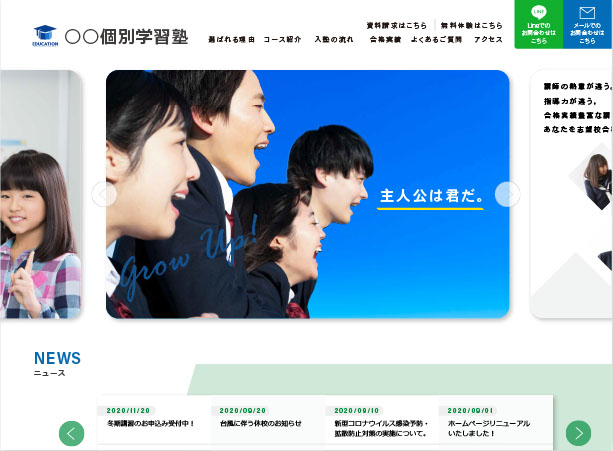 EDUCATION
〇〇個別学習塾
資料請求はこちら
無料体験はこちら
選ばれる理由 コース紹介 入塾の流れ 合格実績 よくあるご質問 アクセス
Lineでの
お問合わせは
こちら
メールでの
お問合わせは
こちら
主人公は君だ。
Grow Up!
講師の熱意が違う。
指導力が違う。
合格実績豊富な講
あなたを志望校合
NEWS
ニュース
2020/11/20
冬期講習のお申込み受付中！
2020/09/20
台風に伴う休校のお知らせ
2020/09/10
新型コロナウイルス感染予防・
拡散防止対策の実施について。
2020/09/01
ホームページリニューアル
いたしました！